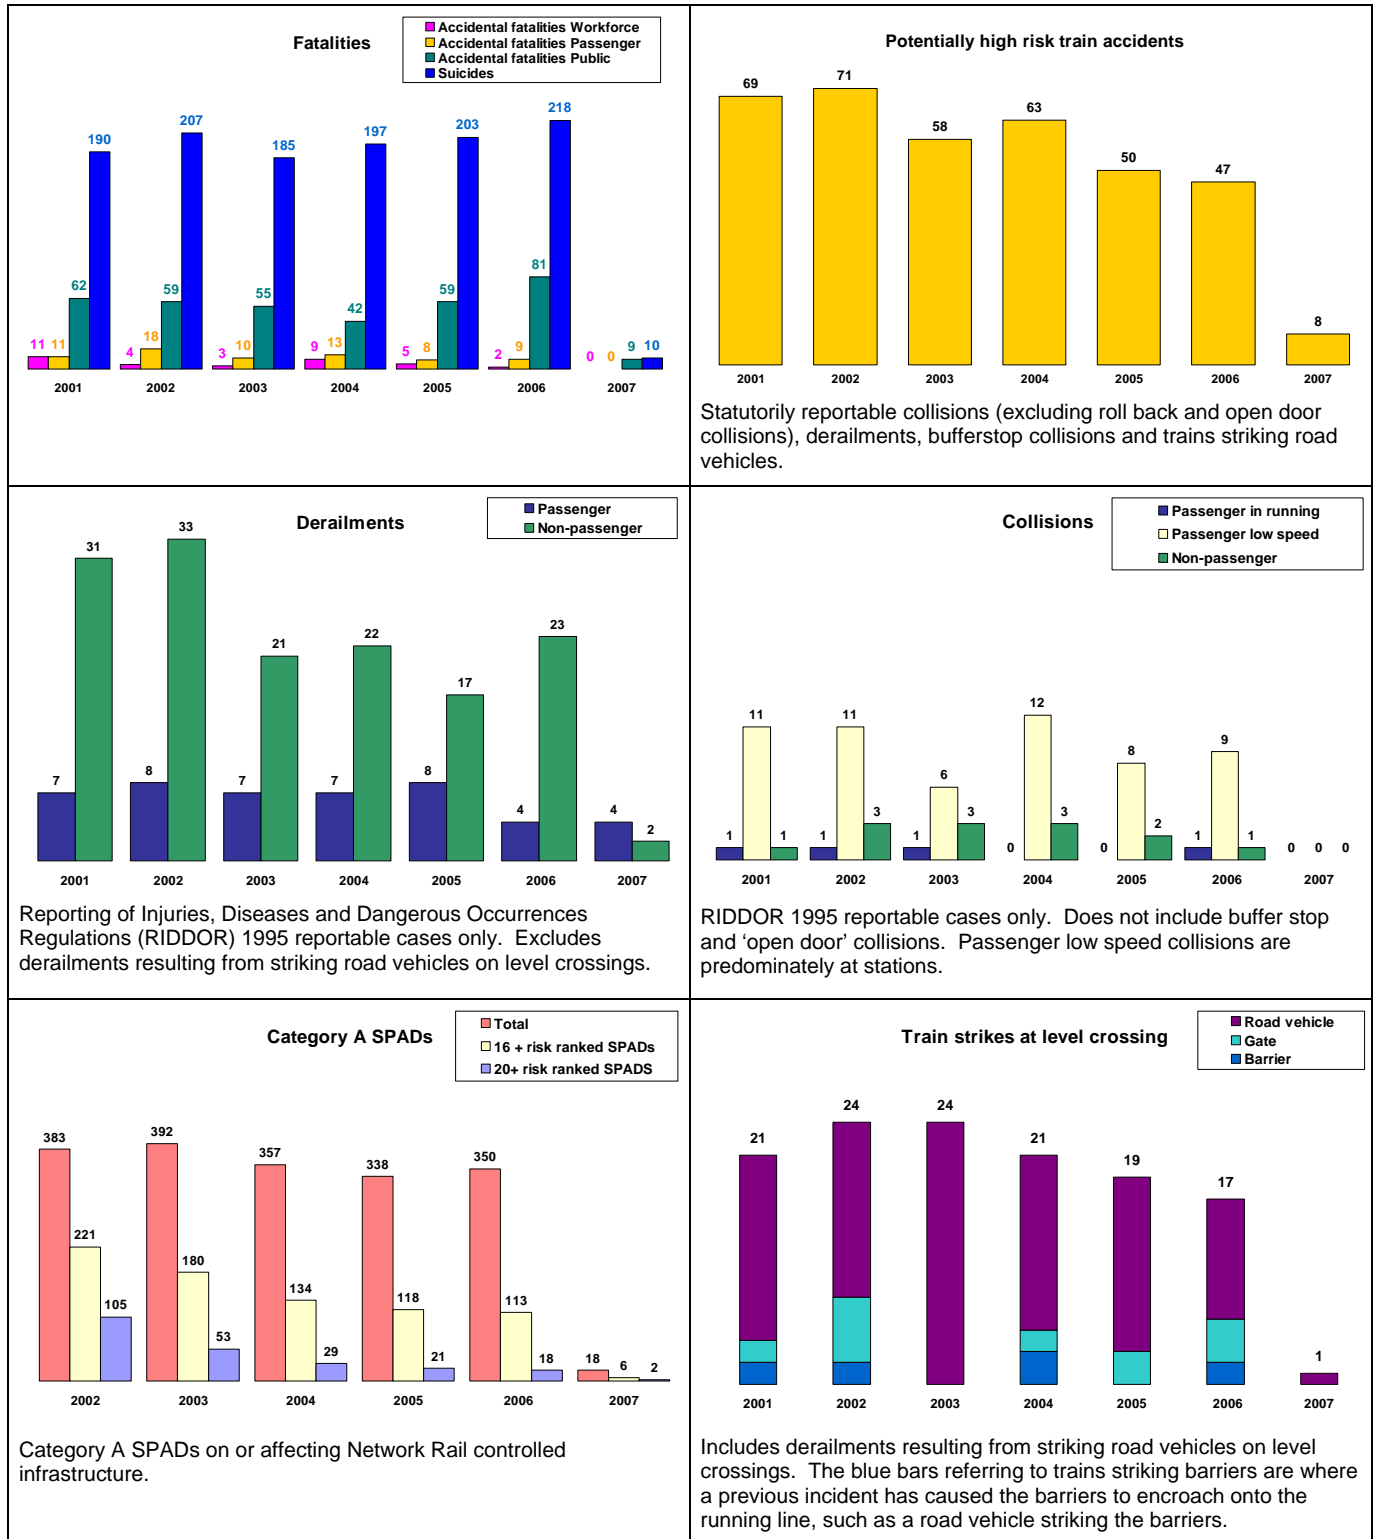 Fatalities
Accidental fatalities Workforce
Accidental fatalities Passenger
Accidental fatalities Public
Suicides
190 207 185 197 203 218
62 59 55 42 59 81
11 11 4 18 3 10 9 13 5 8 2 9 0 0 9 10
2001 2002 2003 2004 2005 2006 2007
Potentially high risk train accidents
69 71 58 63 50 47 8
2001 2002 2003 2004 2005 2006 2007
Statutorily reportable collisions (excluding roll back and open door
collisions), derailments, bufferstop collisions and trains striking road
vehicles.
Derailments
Passenger
Non-passenger
31 33 21 22 17 23
7 8 7 7 8 4 4 2
2001 2002 2003 2004 2005 2006 2007
Reporting of Injuries, Diseases and Dangerous Occurrences
Regulations (RIDDOR) 1995 reportable cases only. Excludes
derailments resulting from striking road vehicles on level crossings.
Collisions
Passenger in running
Passenger low speed
Non-passenger
11 11 6 12 8 9
1 1 1 3 1 3 0 3 0 2 1 1 0 0 0
2001 2002 2003 2004 2005 2006 2007
RIDDOR 1995 reportable cases only. Does not include buffer stop
and ‘open door’ collisions. Passenger low speed collisions are
predominately at stations.
Category A SPADs
Total
16 + risk ranked SPADs
20+ risk ranked SPADS
383 392 357 338 350
221 180 134 118 113
105 53 29 21 18 18 6 2
2002 2003 2004 2005 2006 2007
Category A SPADs on or affecting Network Rail controlled
infrastructure.
Train strikes at level crossing
Road vehicle
Gate
Barrier
21 24 24 21 19 17 1
2001 2002 2003 2004 2005 2006 2007
Includes derailments resulting from striking road vehicles on level
crossings. The blue bars referring to trains striking barriers are where
a previous incident has caused the barriers to encroach onto the
running line, such as a road vehicle striking the barriers.